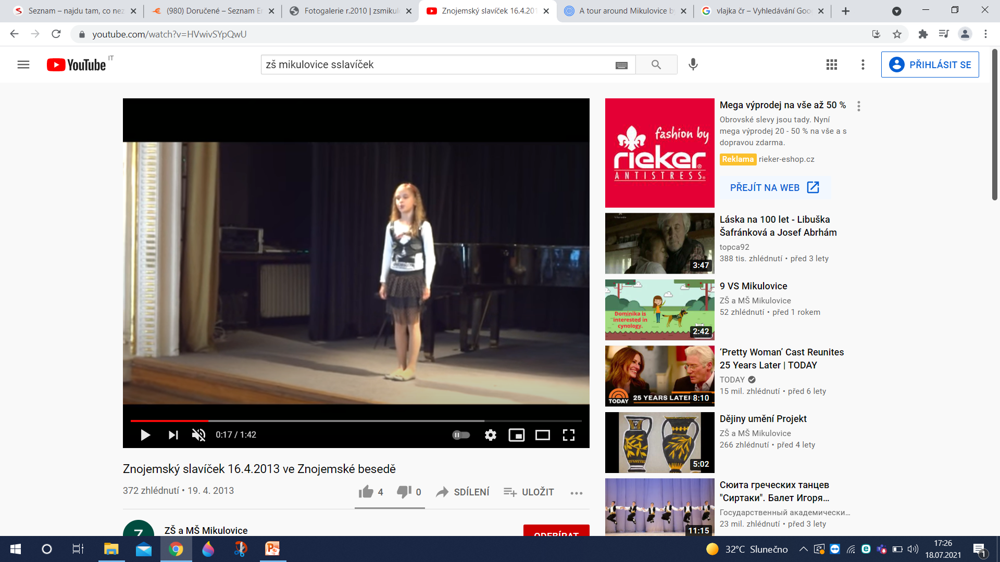 Seznam – najdu tam, co nez
(980) Doručené – Seznam Em
Fotogalerie r.2010 | zsmikul
Znojemský slavíček 16.4.201
A tour around Mikulovice b
vlajka čr – Vyhledávání Goo
youtube.com/watch?v=HVwivSYpQwU
YouTube IT
zš mikulovice sslavíček
PŘIHLÁSIT SE
fashion by
rieker
ANTISTRESS
Mega výprodej na vše až 50 %
Obrovské slevy jsou tady. Nyní
mega výprodej 20 - 50 % na vše a s
dopravou zdarma.
Reklama rieker-eshop.cz
PŘEJÍT NA WEB
3:47
Láska na 100 let - Libuška
Šafránková a Josef Abrhám
topca92
388 tis. zhlédnutí • před 3 lety
Dominika is
interested in
cynology.
2:42
9 VS Mikulovice
ZŠ a MŠ Mikulovice
52 zhlédnutí • před 1 rokem
TODAY
25 YEARS LATER
8:10
‘Pretty Woman’ Cast Reunites
25 Years Later | TODAY
TODAY
15 mil. zhlédnutí • před 6 lety
5:02
Dějiny umění Projekt
ZŠ a MŠ Mikulovice
266 zhlédnutí • před 4 lety
11:15
Сюита греческих танцев
"Сиртаки". Балет Игоря...
Государственный академически...
23 mil. zhlédnutí • před 3 lety
0:17 / 1:42
Znojemský slavíček 16.4.2013 ve Znojemské besedě
372 zhlédnutí • 19. 4. 2013
4
0
SDÍLENÍ
ULOŽIT
Z
ZŠ a MŠ Mikulovice
ODEBÍRAT
32°C Slunečno
17:26
18.07.2021
1